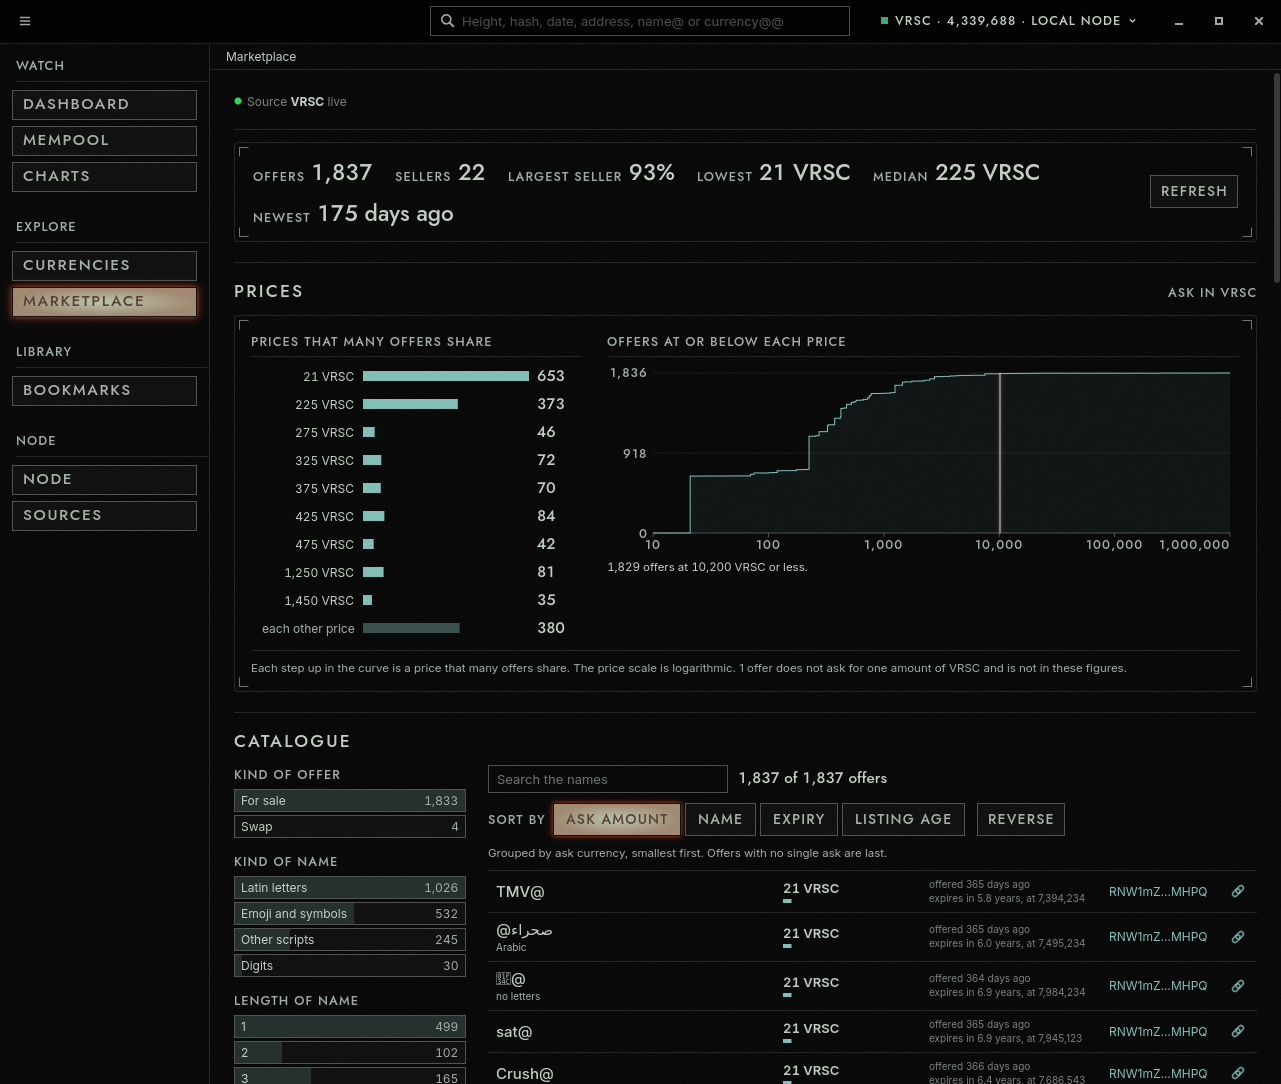 Height, hash, date, address, name@ or currency@@
VRSC · 4,339,688 · LOCAL NODE
WATCH
DASHBOARD
MEMPOOL
CHARTS
EXPLORE
CURRENCIES
MARKETPLACE
LIBRARY
BOOKMARKS
NODE
NODE
SOURCES
Marketplace
Source VRSC live
OFFERS 1,837 SELLERS 22 LARGEST SELLER 93% LOWEST 21 VRSC MEDIAN 225 VRSC
NEWEST 175 days ago
REFRESH
PRICES
ASK IN VRSC
PRICES THAT MANY OFFERS SHARE
21 VRSC 653
225 VRSC 373
275 VRSC 46
325 VRSC 72
375 VRSC 70
425 VRSC 84
475 VRSC 42
1,250 VRSC 81
1,450 VRSC 35
each other price 380
OFFERS AT OR BELOW EACH PRICE
1,836
918
0
10 100 1,000 10,000 100,000 1,000,000
1,829 offers at 10,200 VRSC or less.
Each step up in the curve is a price that many offers share. The price scale is logarithmic. 1 offer does not ask for one amount of VRSC and is not in these figures.
CATALOGUE
KIND OF OFFER
For sale 1,833
Swap 4
KIND OF NAME
Latin letters 1,026
Emoji and symbols 532
Other scripts 245
Digits 30
LENGTH OF NAME
1 499
2 102
3 165
Search the names
1,837 of 1,837 offers
SORT BY ASK AMOUNT NAME EXPIRY LISTING AGE REVERSE
Grouped by ask currency, smallest first. Offers with no single ask are last.
TMV@ 21 VRSC offered 365 days ago
expires in 5.8 years, at 7,394,234 RNW1mZ...MHPQ
صحراء@ 21 VRSC offered 365 days ago
Arabic expires in 6.0 years, at 7,495,234 RNW1mZ...MHPQ
@ 21 VRSC offered 364 days ago
no letters expires in 6.9 years, at 7,984,234 RNW1mZ...MHPQ
sat@ 21 VRSC offered 365 days ago
expires in 6.9 years, at 7,945,123 RNW1mZ...MHPQ
Crush@ 21 VRSC offered 366 days ago
expires in 6.4 years, at 7,686,543 RNW1mZ...MHPQ